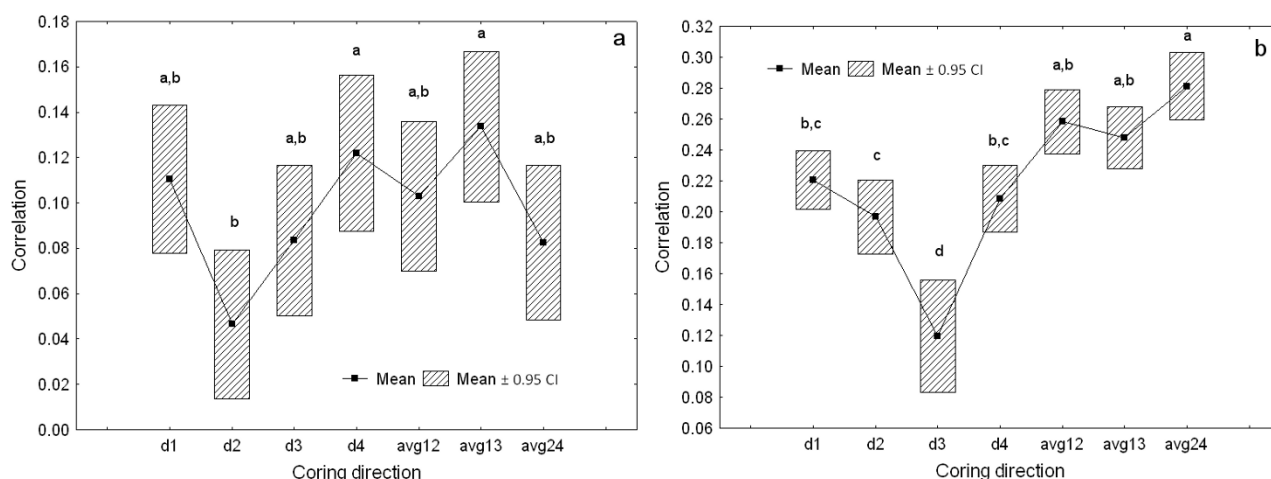 a
0.18
0.16
0.14
0.12
0.10
0.08
0.06
0.04
0.02
0.00
Correlation
a,b
b
a,b
a
a,b
a
a,b
Mean Mean ± 0.95 CI
d1 d2 d3 d4 avg12 avg13 avg24
Coring direction
b
0.32
0.30
0.28
0.26
0.24
0.22
0.20
0.18
0.16
0.14
0.12
0.10
0.08
0.06
Correlation
Mean Mean ± 0.95 CI
b,c
c
d
b,c
a,b
a,b
a
d1 d2 d3 d4 avg12 avg13 avg24
Coring direction